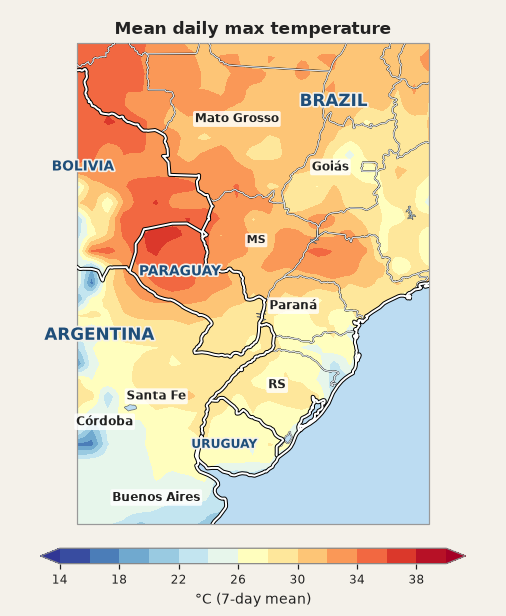 Mean daily max temperature
BRAZIL
Mato Grosso
BOLIVIA
Goiás
MS
PARAGUAY
Paraná
ARGENTINA
RS
Santa Fe
Córdoba
URUGUAY
Buenos Aires
14 18 22 26 30 34 38
°C (7-day mean)